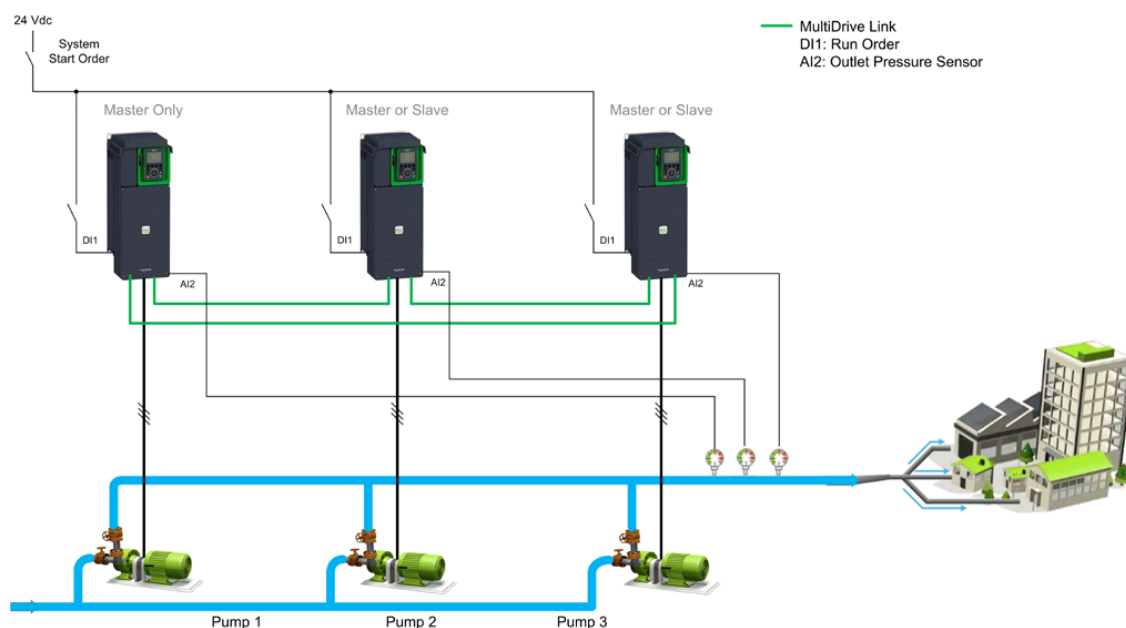 24 Vdc
System
Start Order
MultiDrive Link
DI1: Run Order
AI2: Outlet Pressure Sensor
Master Only
Master or Slave
Master or Slave
DI1
DI1
DI1
AI2
AI2
AI2
Pump 1
Pump 2
Pump 3